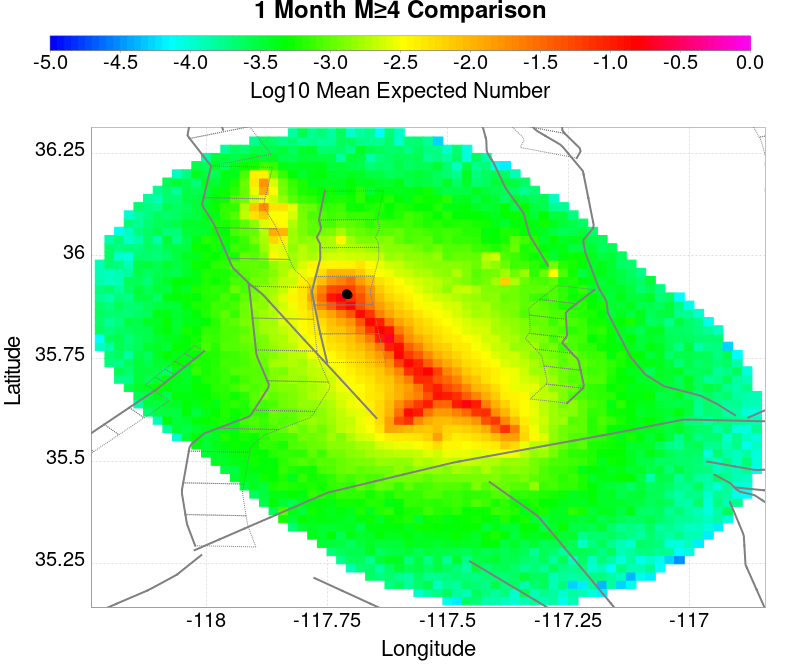 1 Month M≥4 Comparison
-5.0 -4.5 -4.0 -3.5 -3.0 -2.5 -2.0 -1.5 -1.0 -0.5 0.0
Log10 Mean Expected Number
36.25
36
35.75
35.5
35.25
Latitude
-118 -117.75 -117.5 -117.25 -117
Longitude